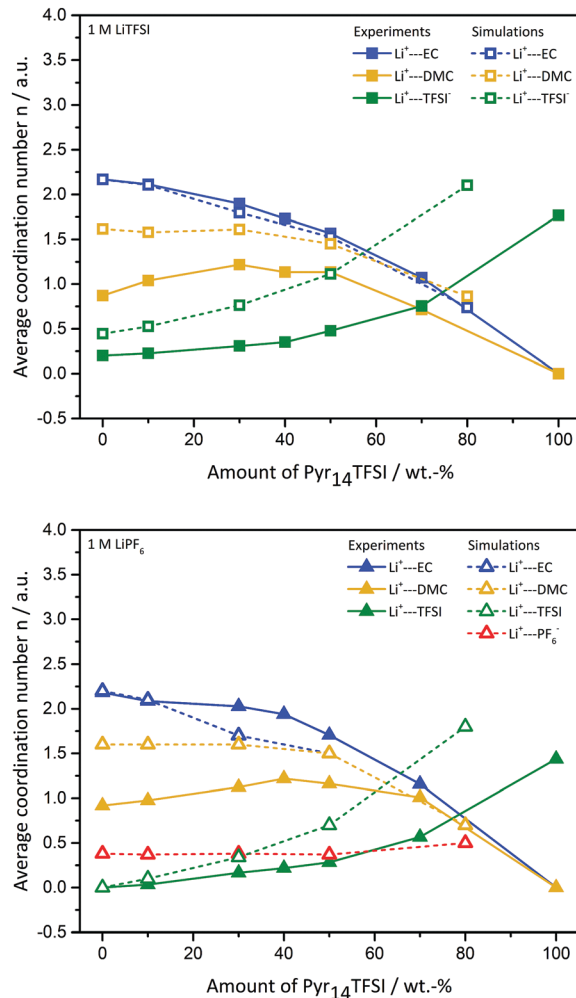 1 M LiTFSI
Experiments Simulations
Li⁺---EC Li⁺---EC
Li⁺---DMC Li⁺---DMC
Li⁺---TFSI⁻ Li⁺---TFSI⁻
4.0
3.5
3.0
2.5
2.0
1.5
1.0
0.5
0.0
-0.5
Average coordination number n / a.u.
0 20 40 60 80 100
Amount of Pyr₁₄TFSI / wt.-%
1 M LiPF₆
Experiments Simulations
Li⁺---EC Li⁺---EC
Li⁺---DMC Li⁺---DMC
Li⁺---TFSI Li⁺---TFSI
Li⁺---PF₆⁻
4.0
3.5
3.0
2.5
2.0
1.5
1.0
0.5
0.0
-0.5
Average coordination number n / a.u.
0 20 40 60 80 100
Amount of Pyr₁₄TFSI / wt.-%